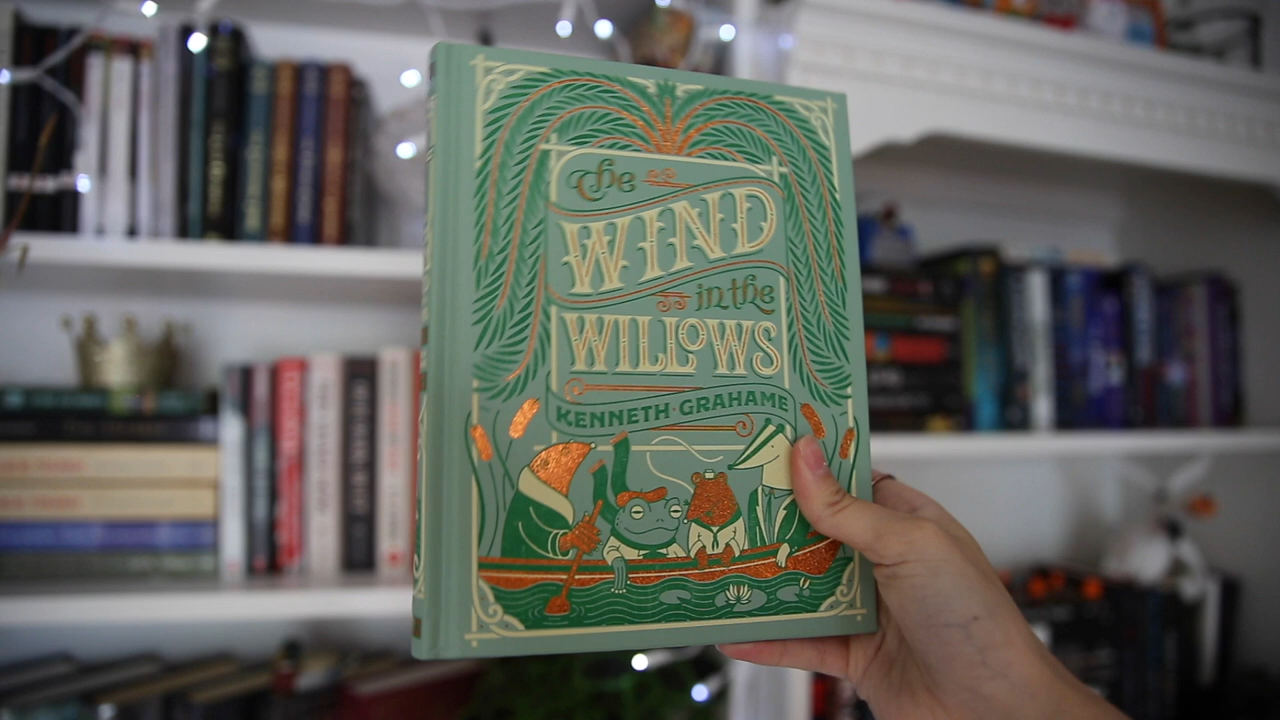 The
WIND
in the
WILLOWS
KENNETH · GRAHAME